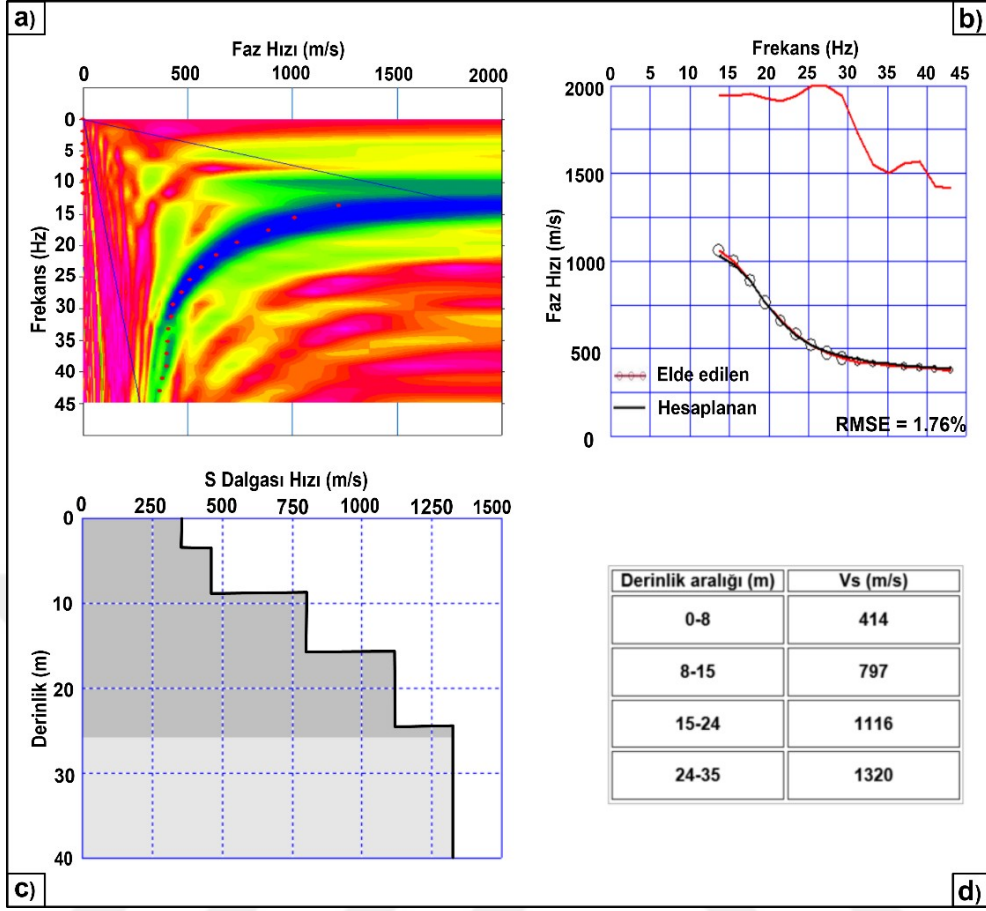 a)
Faz Hızı (m/s)
0 500 1000 1500 2000
Frekans (Hz)
0
5
10
15
20
25
30
35
40
45
b)
Frekans (Hz)
0 5 10 15 20 25 30 35 40 45
Faz Hızı (m/s)
2000
1500
1000
500
0
Elde edilen
Hesaplanan
RMSE = 1.76%
S Dalgası Hızı (m/s)
0 250 500 750 1000 1250 1500
Derinlik (m)
0
10
20
30
40
c)
Derinlik aralığı (m) Vs (m/s)
0-8 414
8-15 797
15-24 1116
24-35 1320
d)